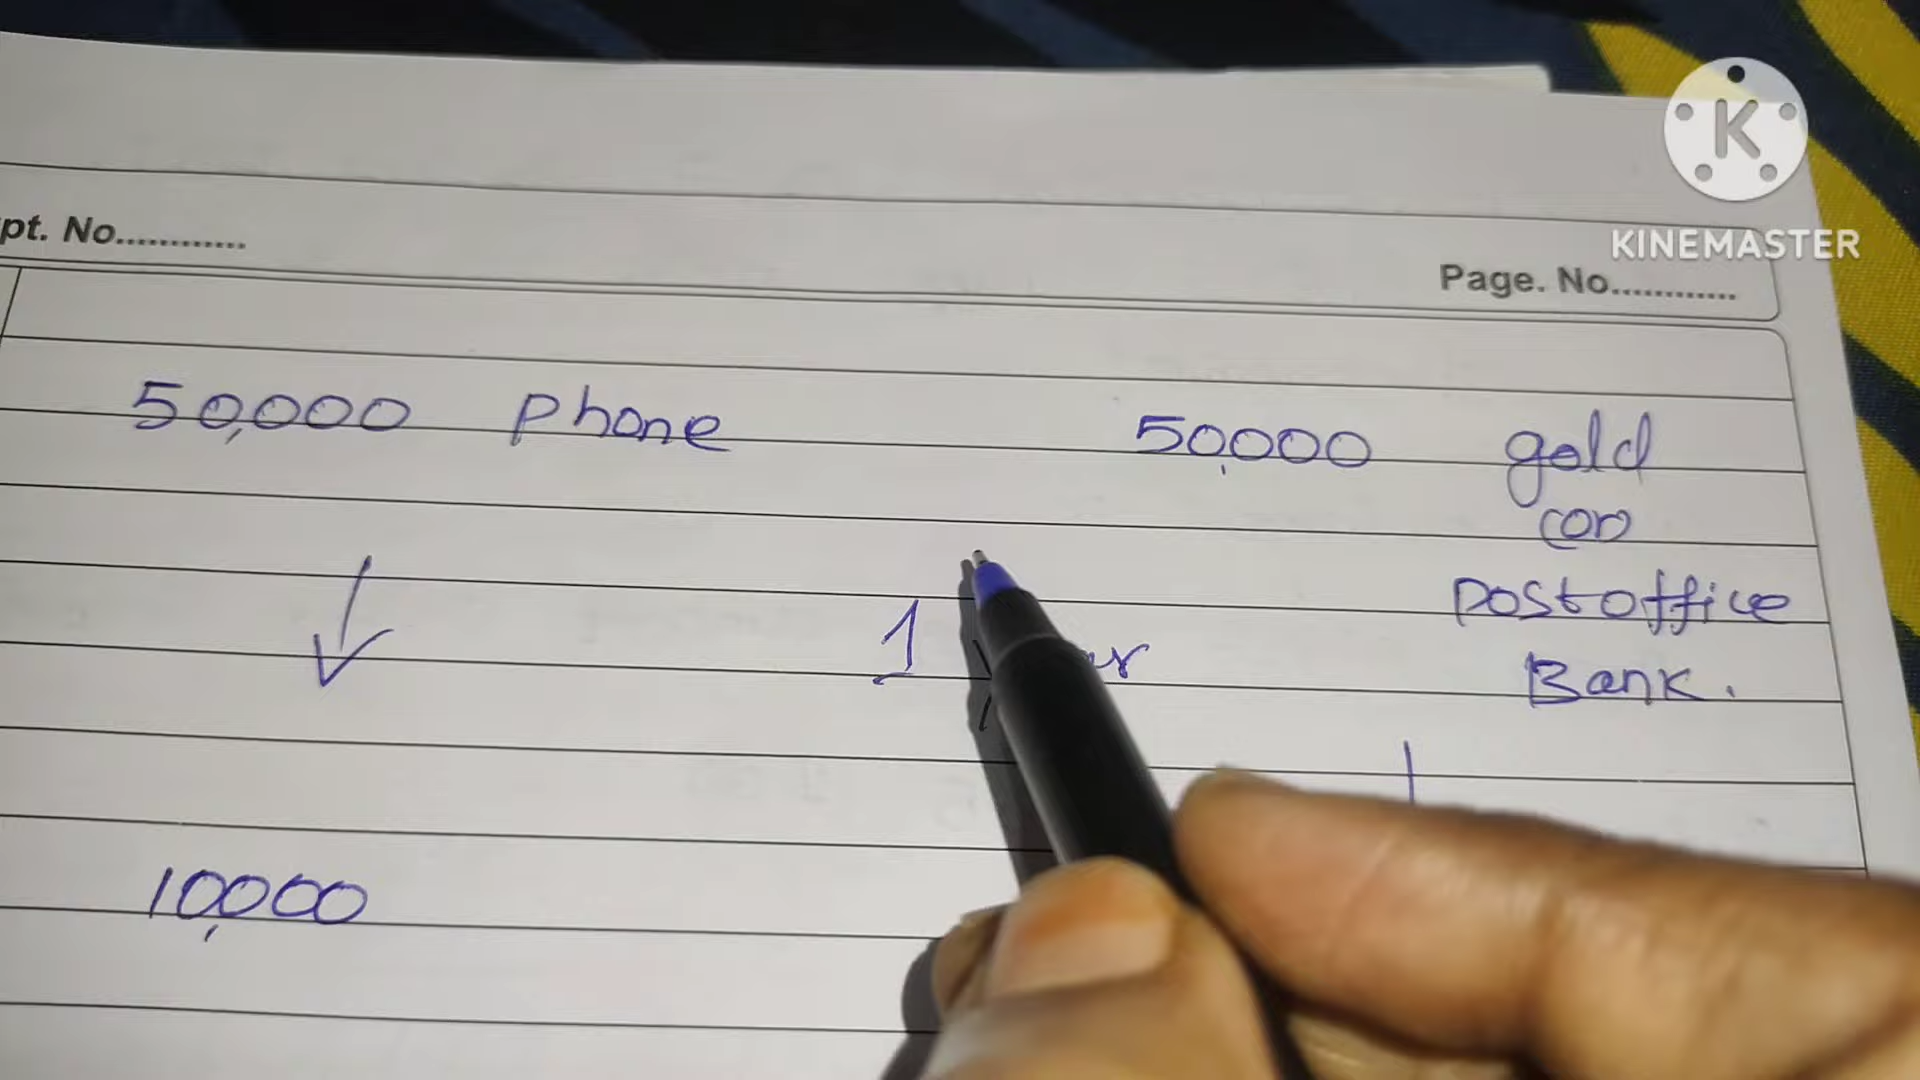 K
KINEMASTER
pt. No............
Page. No............
50,000 phone
50,000 gold
(or)
postoffice
Bank.
1
10,000